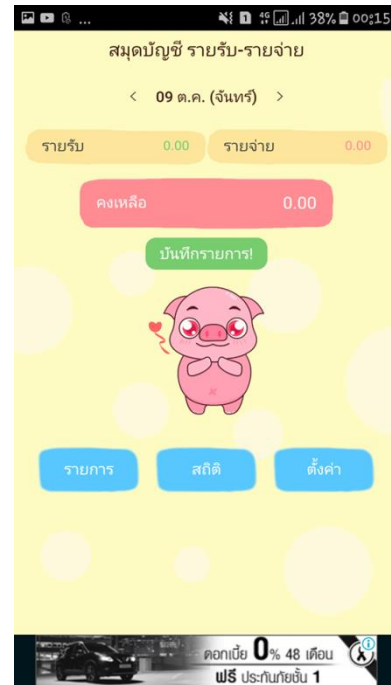 ... 4G 38% 00:15
สมุดบัญชี รายรับ-รายจ่าย
< 09 ต.ค. (จันทร์) >
รายรับ 0.00 รายจ่าย 0.00
คงเหลือ 0.00
บันทึกรายการ!
รายการ สถิติ ตั้งค่า
ดอกเบี้ย 0% 48 เดือน
ฟรี ประกันภัยชั้น 1